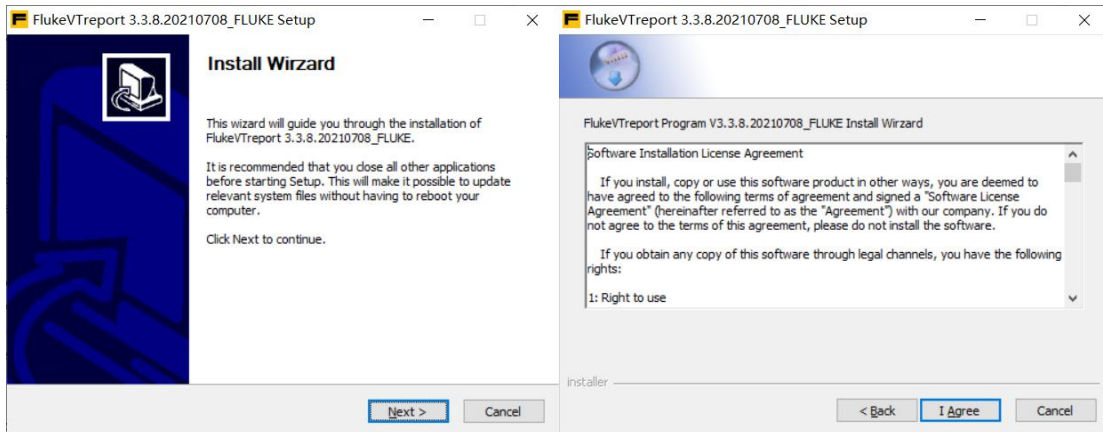 FlukeVTreport 3.3.8.20210708_FLUKE Setup
Install Wirzard
This wizard will guide you through the installation of
FlukeVTreport 3.3.8.20210708_FLUKE.
It is recommended that you close all other applications
before starting Setup. This will make it possible to update
relevant system files without having to reboot your
computer.
Click Next to continue.
Next >
Cancel
FlukeVTreport 3.3.8.20210708_FLUKE Setup
FlukeVTreport Program V3.3.8.20210708_FLUKE Install Wirzard
Software Installation License Agreement
If you install, copy or use this software product in other ways, you are deemed to
have agreed to the following terms of agreement and signed a "Software License
Agreement" (hereinafter referred to as the "Agreement") with our company. If you do
not agree to the terms of this agreement, please do not install the software.
If you obtain any copy of this software through legal channels, you have the following
rights:
1: Right to use
installer
< Back
I Agree
Cancel